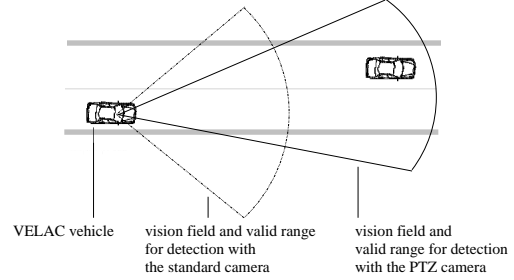 VELAC vehicle
vision field and valid range
for detection with
the standard camera
vision field and
valid range for detection
with the PTZ camera